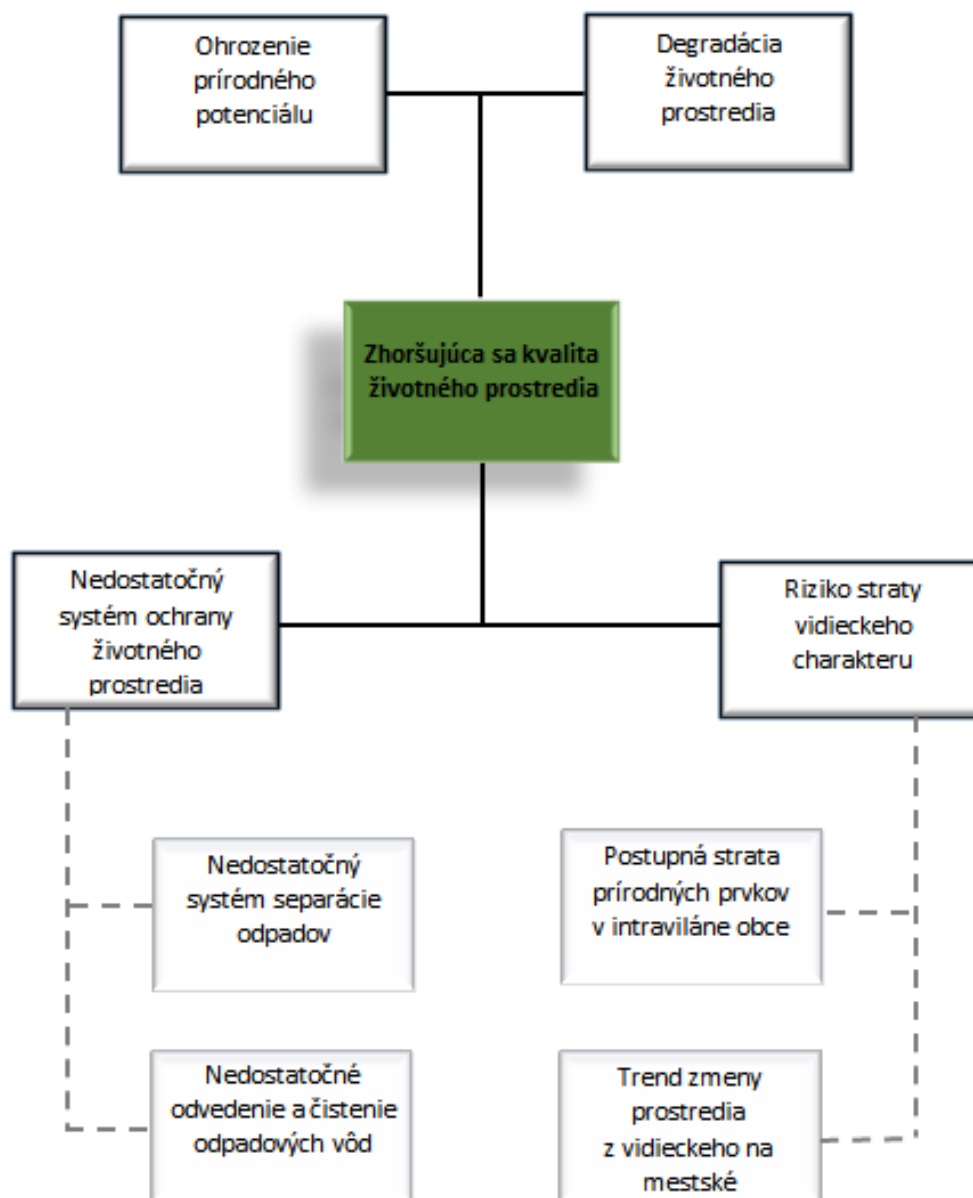 Ohrozenie
prírodného
potenciálu
Degradácia
životného
prostredia
Zhoršujúca sa kvalita
životného prostredia
Nedostatočný
systém ochrany
životného
prostredia
Riziko straty
vidieckeho
charakteru
Nedostatočný
systém separácie
odpadov
Postupná strata
prírodných prvkov
v intraviláne obce
Nedostatočné
odvedenie a čistenie
odpadových vôd
Trend zmeny
prostredia
z vidieckeho na
mestské